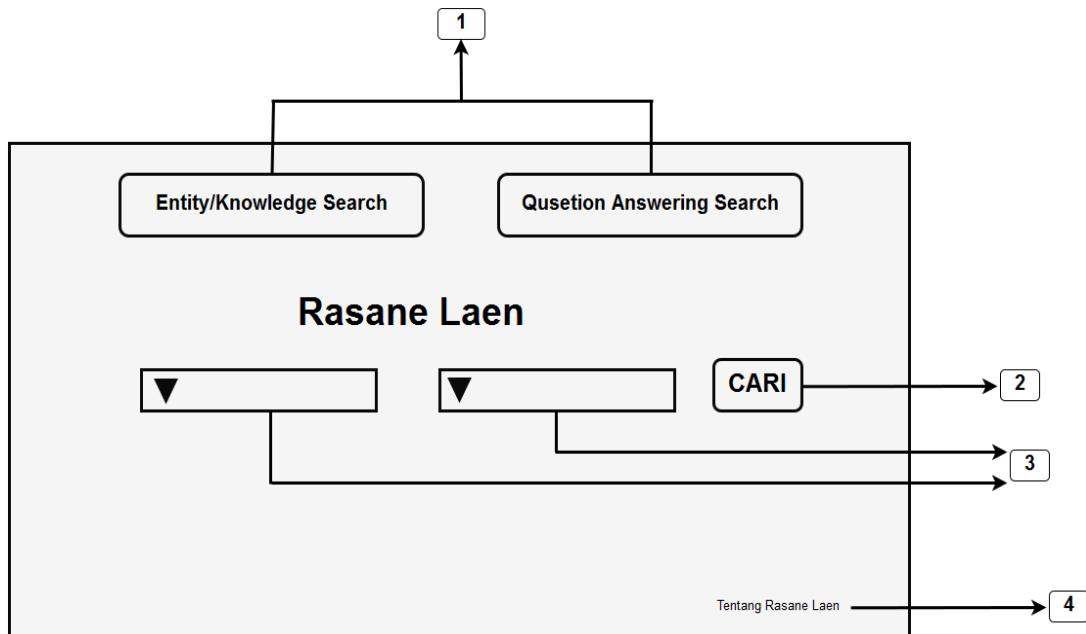 1
Entity/Knowledge Search
Qusetion Answering Search
Rasane Laen
CARI
2
3
Tentang Rasane Laen
4